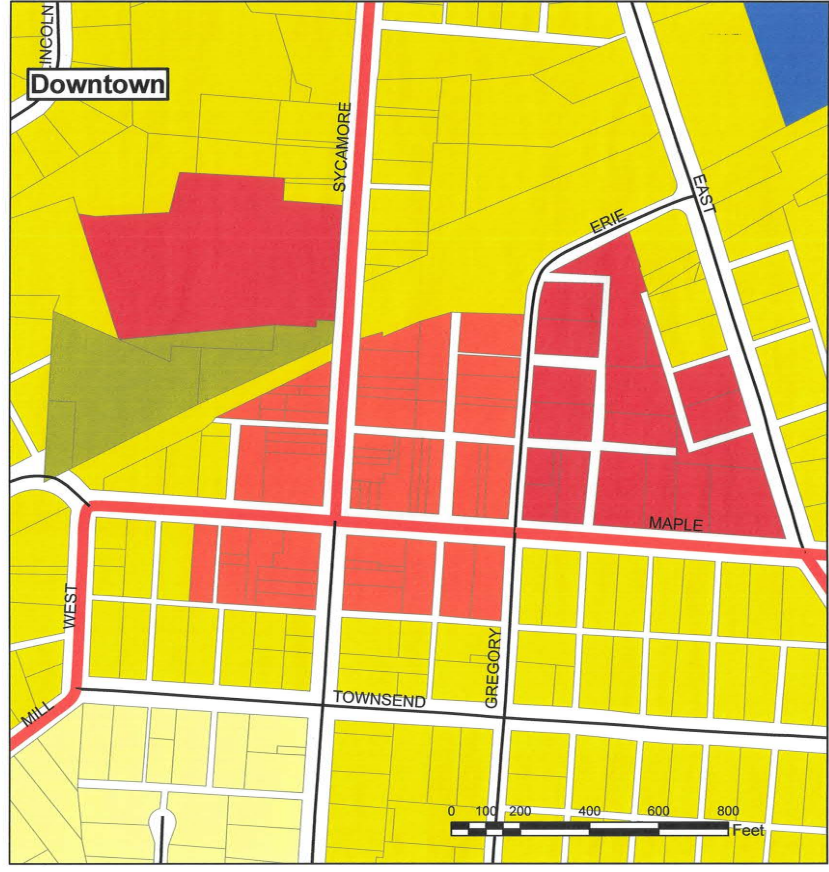 LINCOLN
Downtown
SYCAMORE
EAST
ERIE
MAPLE
WEST
GREGORY
TOWNSEND
MILL
0 100 200 400 600 800
Feet